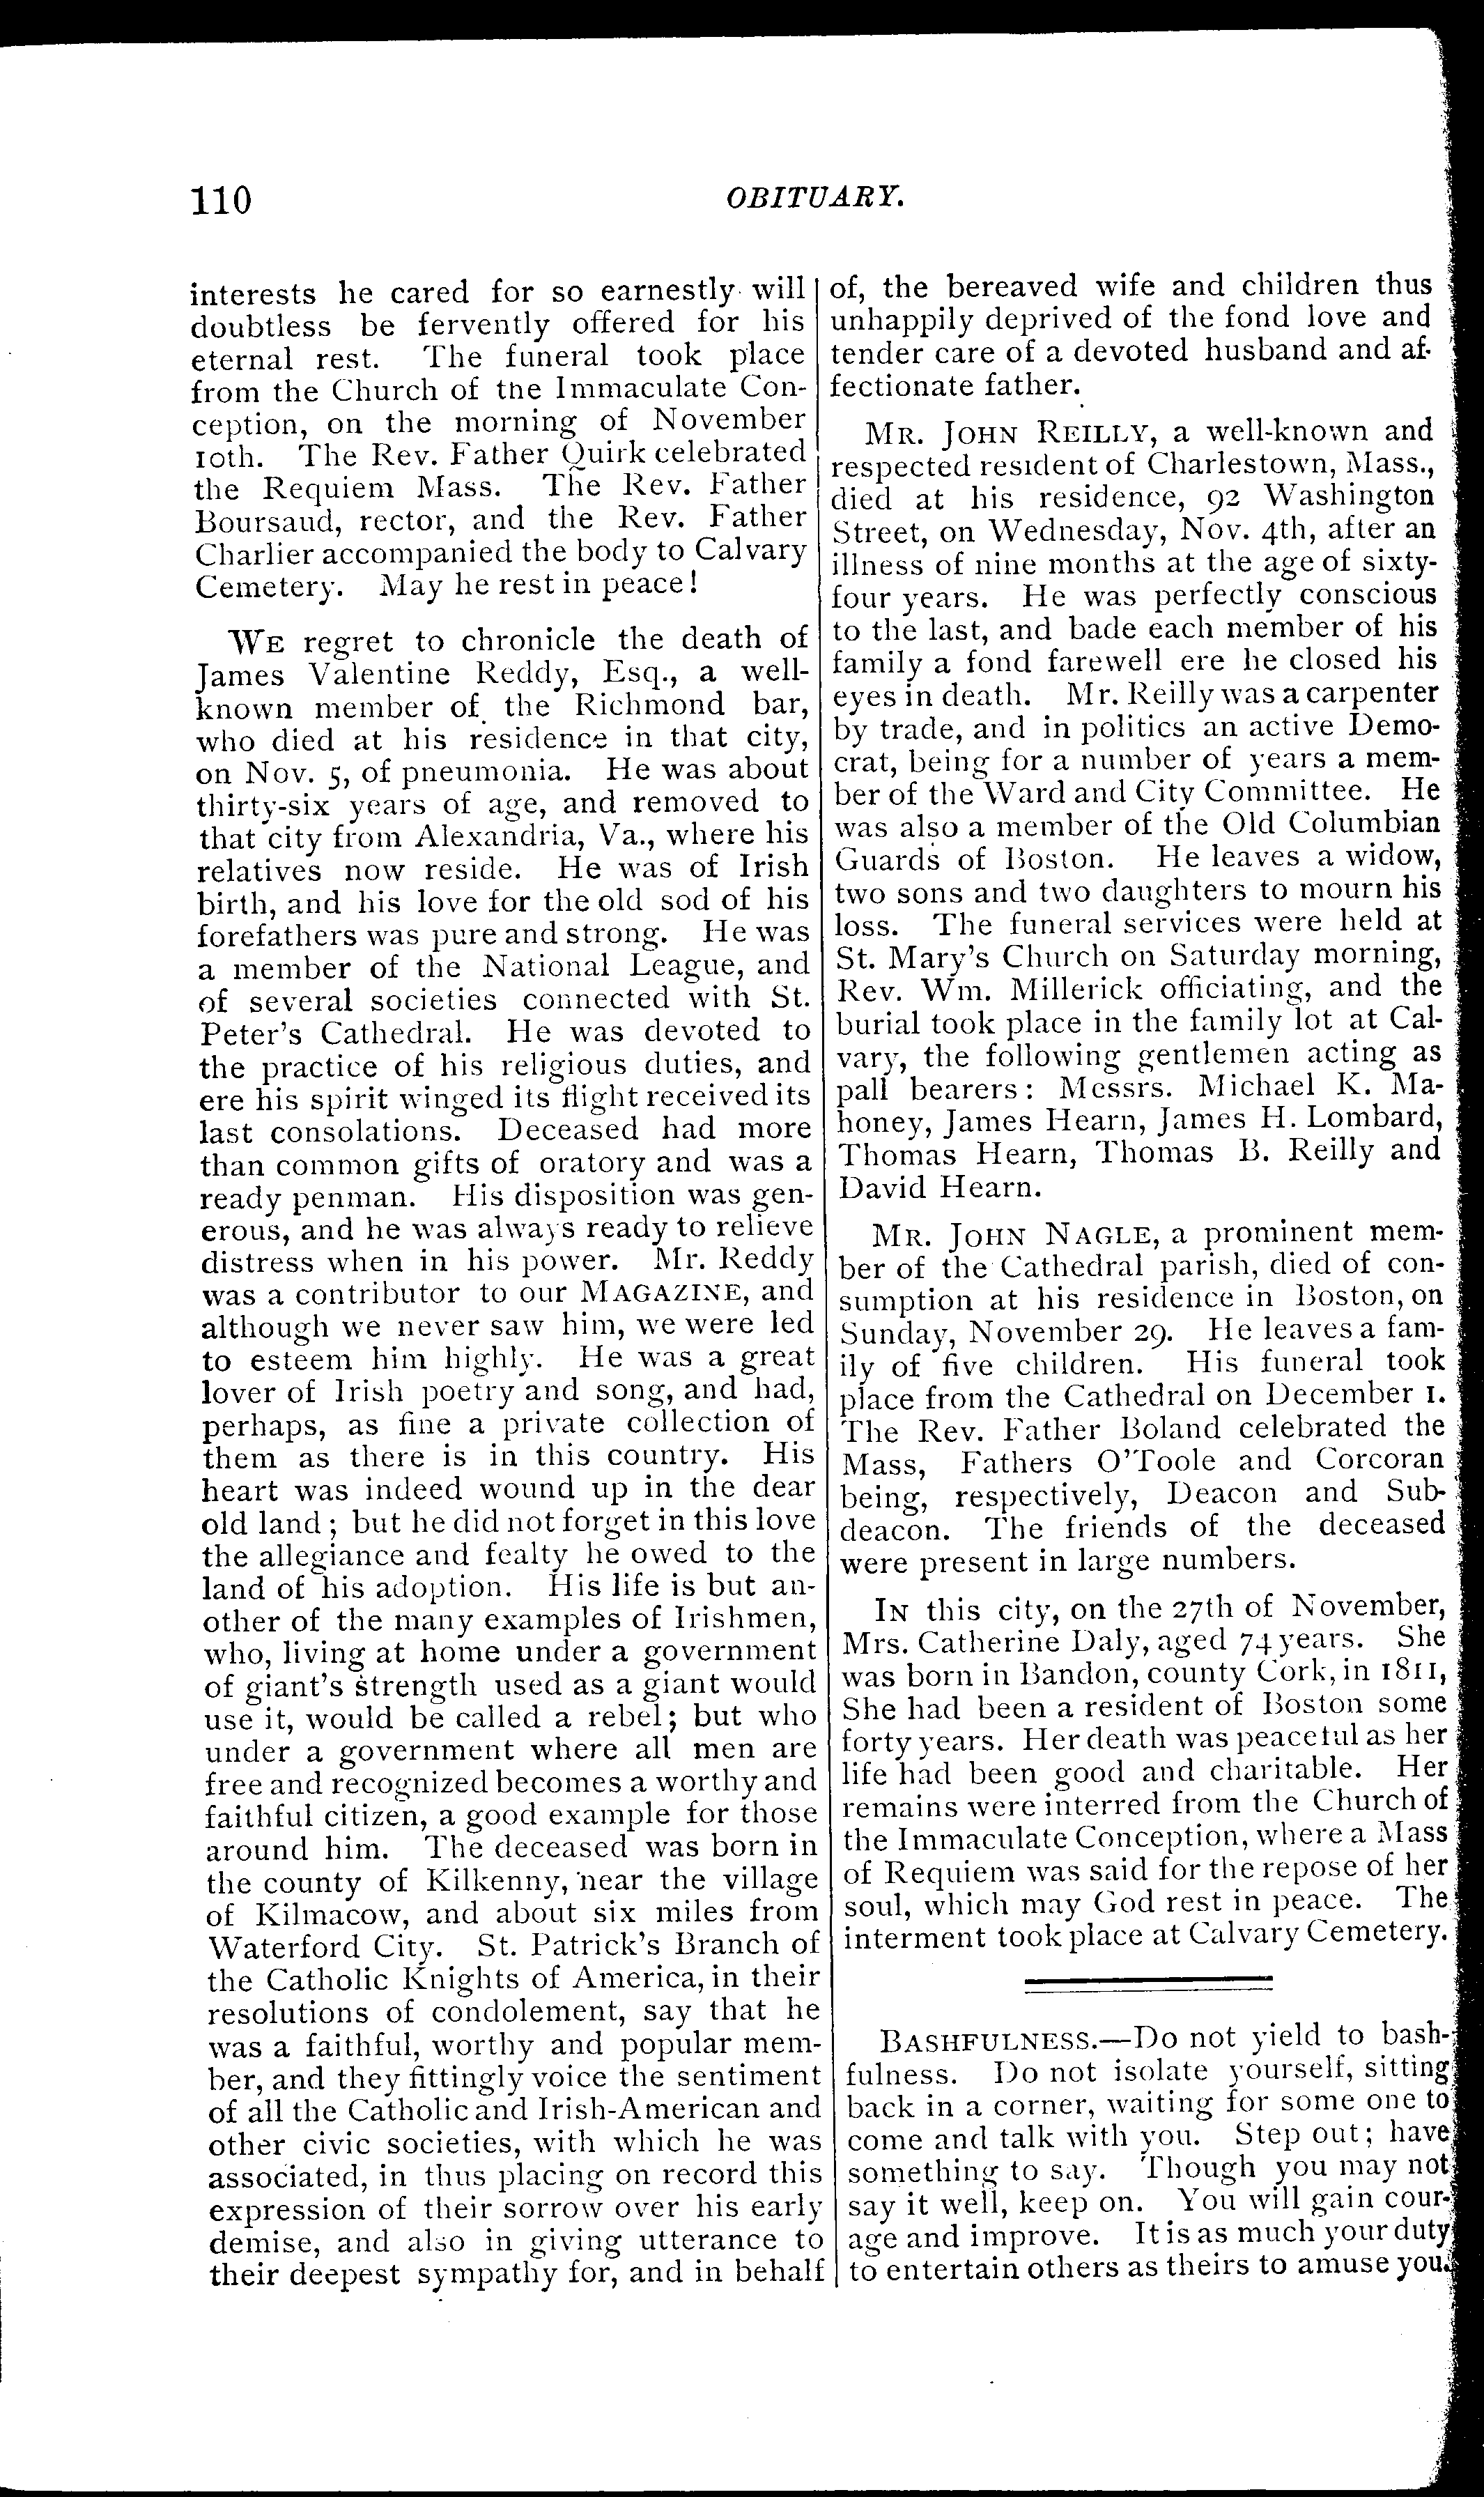 110
OBITUARY.
interests he cared for so earnestly will
doubtless be fervently offered for his
eternal rest. The funeral took place
from the Church of the Immaculate Con-
ception, on the morning of November
10th. The Rev. Father Quirk celebrated
the Requiem Mass. The Rev. Father
Boursaud, rector, and the Rev. Father
Charlier accompanied the body to Calvary
Cemetery. May he rest in peace!
WE regret to chronicle the death of
James Valentine Reddy, Esq., a well-
known member of the Richmond bar,
who died at his residence in that city,
on Nov. 5, of pneumonia. He was about
thirty-six years of age, and removed to
that city from Alexandria, Va., where his
relatives now reside. He was of Irish
birth, and his love for the old sod of his
forefathers was pure and strong. He was
a member of the National League, and
of several societies connected with St.
Peter's Cathedral. He was devoted to
the practice of his religious duties, and
ere his spirit winged its flight received its
last consolations. Deceased had more
than common gifts of oratory and was a
ready penman. His disposition was gen-
erous, and he was always ready to relieve
distress when in his power. Mr. Reddy
was a contributor to our MAGAZINE, and
although we never saw him, we were led
to esteem him highly. He was a great
lover of Irish poetry and song, and had,
perhaps, as fine a private collection of
them as there is in this country. His
heart was indeed wound up in the dear
old land; but he did not forget in this love
the allegiance and fealty he owed to the
land of his adoption. His life is but an-
other of the many examples of Irishmen,
who, living at home under a government
of giant's strength used as a giant would
use it, would be called a rebel; but who
under a government where all men are
free and recognized becomes a worthy and
faithful citizen, a good example for those
around him. The deceased was born in
the county of Kilkenny, near the village
of Kilmacow, and about six miles from
Waterford City. St. Patrick's Branch of
the Catholic Knights of America, in their
resolutions of condolement, say that he
was a faithful, worthy and popular mem-
ber, and they fittingly voice the sentiment
of all the Catholic and Irish-American and
other civic societies, with which he was
associated, in thus placing on record this
expression of their sorrow over his early
demise, and also in giving utterance to
their deepest sympathy for, and in behalf
of, the bereaved wife and children thus
unhappily deprived of the fond love and
tender care of a devoted husband and af-
fectionate father.
MR. JOHN REILLY, a well-known and
respected resident of Charlestown, Mass.,
died at his residence, 92 Washington
Street, on Wednesday, Nov. 4th, after an
illness of nine months at the age of sixty-
four years. He was perfectly conscious
to the last, and bade each member of his
family a fond farewell ere he closed his
eyes in death. Mr. Reilly was a carpenter
by trade, and in politics an active Demo-
crat, being for a number of years a mem-
ber of the Ward and City Committee. He
was also a member of the Old Columbian
Guards of Boston. He leaves a widow,
two sons and two daughters to mourn his
loss. The funeral services were held at
St. Mary's Church on Saturday morning,
Rev. Wm. Millerick officiating, and the
burial took place in the family lot at Cal-
vary, the following gentlemen acting as
pall bearers: Messrs. Michael K. Ma-
honey, James Hearn, James H. Lombard,
Thomas Hearn, Thomas B. Reilly and
David Hearn.
MR. JOHN NAGLE, a prominent mem-
ber of the Cathedral parish, died of con-
sumption at his residence in Boston, on
Sunday, November 29. He leaves a fam-
ily of five children. His funeral took
place from the Cathedral on December 1.
The Rev. Father Boland celebrated the
Mass, Fathers O'Toole and Corcoran
being, respectively, Deacon and Sub-
deacon. The friends of the deceased
were present in large numbers.
IN this city, on the 27th of November,
Mrs. Catherine Daly, aged 74 years. She
was born in Bandon, county Cork, in 1811,
She had been a resident of Boston some
forty years. Her death was peaceful as her
life had been good and charitable. Her
remains were interred from the Church of
the Immaculate Conception, where a Mass
of Requiem was said for the repose of her
soul, which may God rest in peace. The
interment took place at Calvary Cemetery.
BASHFULNESS.—Do not yield to bash-
fulness. Do not isolate yourself, sitting
back in a corner, waiting for some one to
come and talk with you. Step out; have
something to say. Though you may not
say it well, keep on. You will gain cour-
age and improve. It is as much your duty
to entertain others as theirs to amuse you.